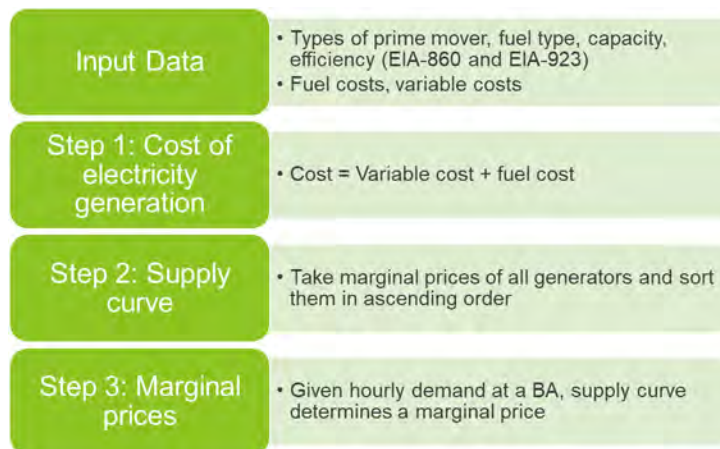 Input Data
• Types of prime mover, fuel type, capacity,
efficiency (EIA-860 and EIA-923)
• Fuel costs, variable costs
Step 1: Cost of
electricity
generation
• Cost = Variable cost + fuel cost
Step 2: Supply
curve
• Take marginal prices of all generators and sort
them in ascending order
Step 3: Marginal
prices
• Given hourly demand at a BA, supply curve
determines a marginal price